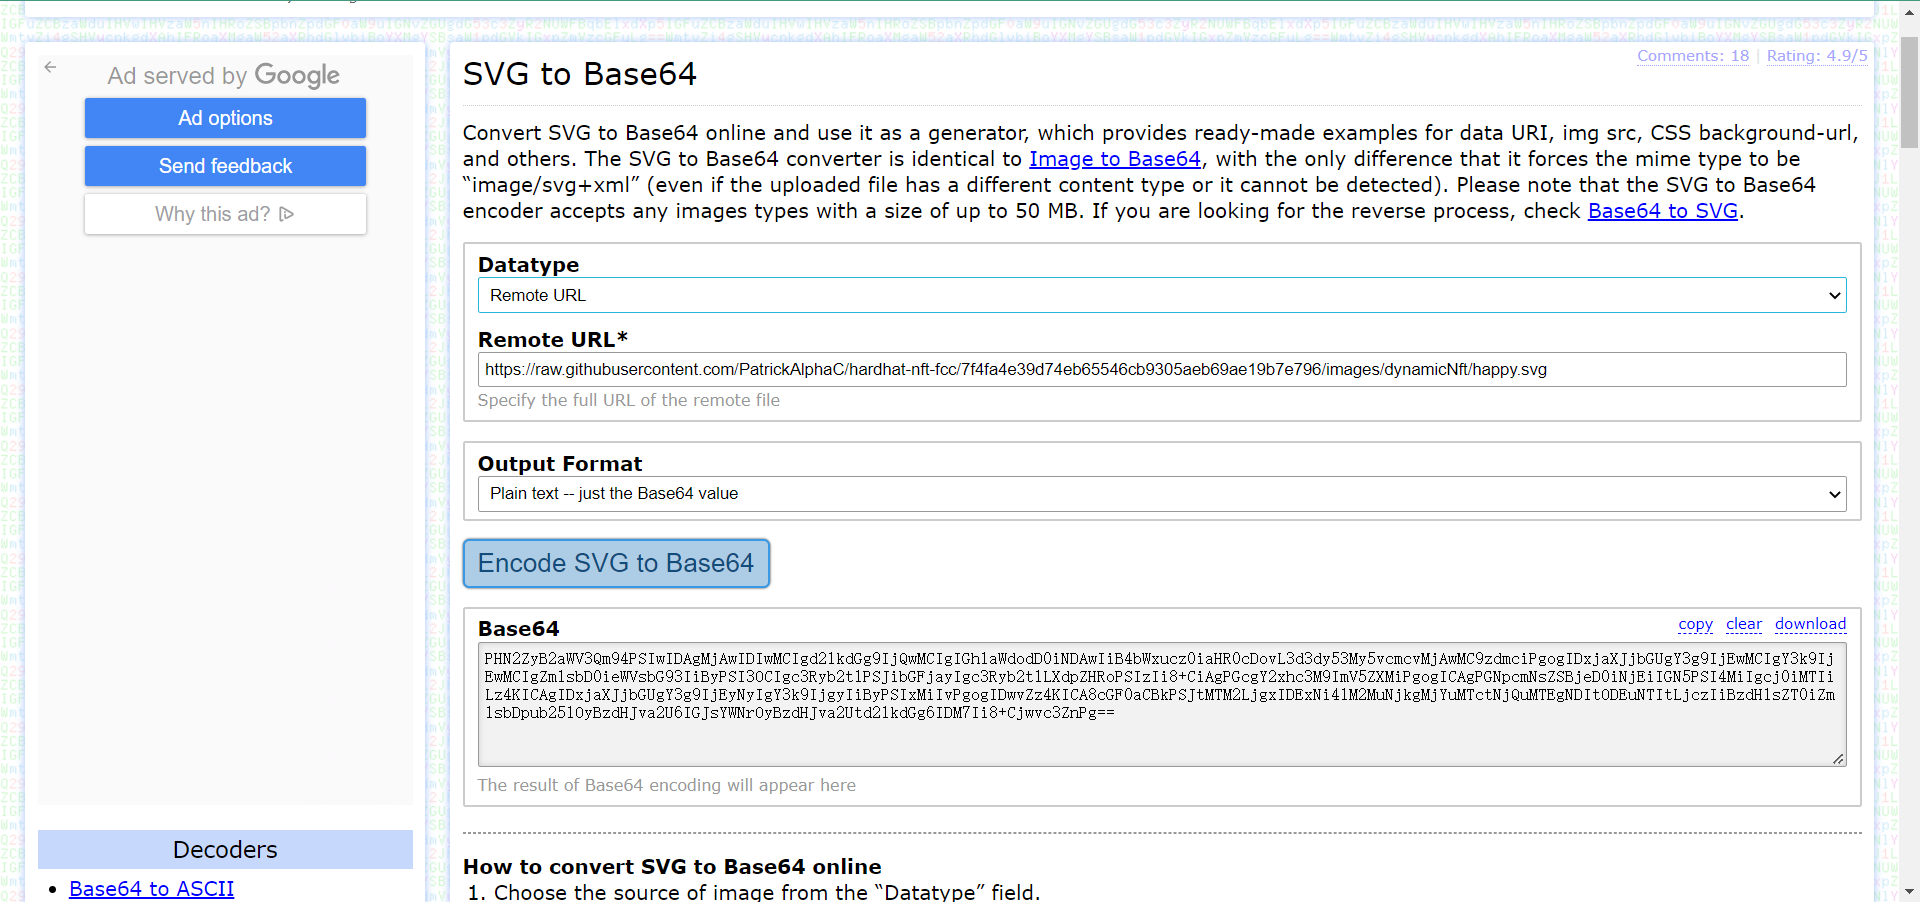 Ad served by Google
Ad options
Send feedback
Why this ad?
Decoders
• Base64 to ASCII
Comments: 18 | Rating: 4.9/5
SVG to Base64
Convert SVG to Base64 online and use it as a generator, which provides ready-made examples for data URI, img src, CSS background-url,
and others. The SVG to Base64 converter is identical to Image to Base64, with the only difference that it forces the mime type to be
“image/svg+xml” (even if the uploaded file has a different content type or it cannot be detected). Please note that the SVG to Base64
encoder accepts any images types with a size of up to 50 MB. If you are looking for the reverse process, check Base64 to SVG.
Datatype
Remote URL
Remote URL*
https://raw.githubusercontent.com/PatrickAlphaC/hardhat-nft-fcc/7f4fa4e39d74eb65546cb9305aeb69ae19b7e796/images/dynamicNft/happy.svg
Specify the full URL of the remote file
Output Format
Plain text -- just the Base64 value
Encode SVG to Base64
Base64
copy clear download
PHN2ZyB2aWV3Qm94PSIwIDAgMjAwIDIwMCIgd2lkdGg9IjQwMCIgIGhlaWdodD0iNDAwIiB4bWxucz0iaHR0cDovL3d3dy53My5vcmcvMjAwMC9zdmciPgogIDxjaXJjbGUgY3g9IjEwMCIgY3k9Ij
EwMCIgZmlsbD0ieWVsbG93IiByPSI3OCIgc3Ryb2tlPSJibGFjayIgc3Ryb2tlLXdpZHRoPSIzIi8+CiAgPGcgY2xhc3M9ImV5ZXMiPgogICAgPGNpcmNsZSBjeD0iNjEiIGN5PSI4MiIgcj0iMTIi
Lz4KICAgIDxjaXJjbGUgY3g9IjEyNyIgY3k9IjgyIiByPSIxMiIvPgogIDwvZz4KICA8cGF0aCBkPSJtMTM2LjgxIDExNi41M2MuNjkgMjYuMTctNjQuMTEgNDItODEuNTItLjczIiBzdHlsZT0iZm
lsbDpub25lOyBzdHJva2U6IGJsYWNrOyBzdHJva2Utd2lkdGg6IDM7Ii8+Cjwvc3ZnPg==
The result of Base64 encoding will appear here
How to convert SVG to Base64 online
1. Choose the source of image from the “Datatype” field.